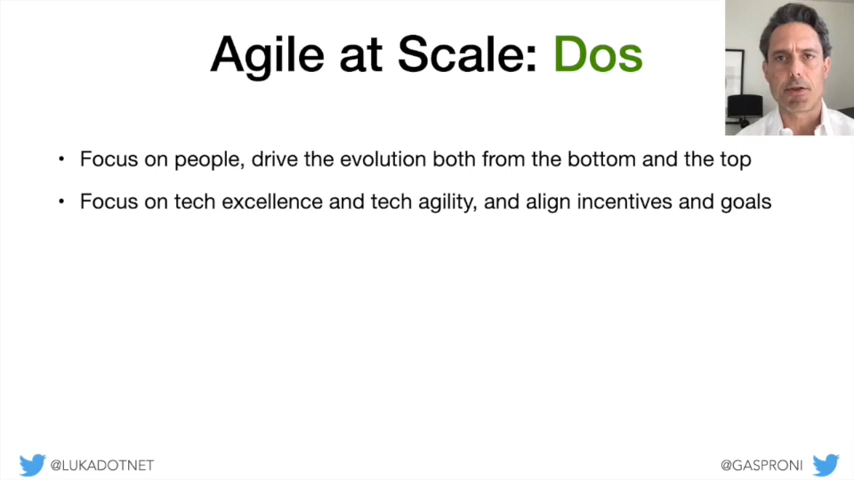 Agile at Scale: Dos
• Focus on people, drive the evolution both from the bottom and the top
• Focus on tech excellence and tech agility, and align incentives and goals
@LUKADOTNET
@GASPRONI